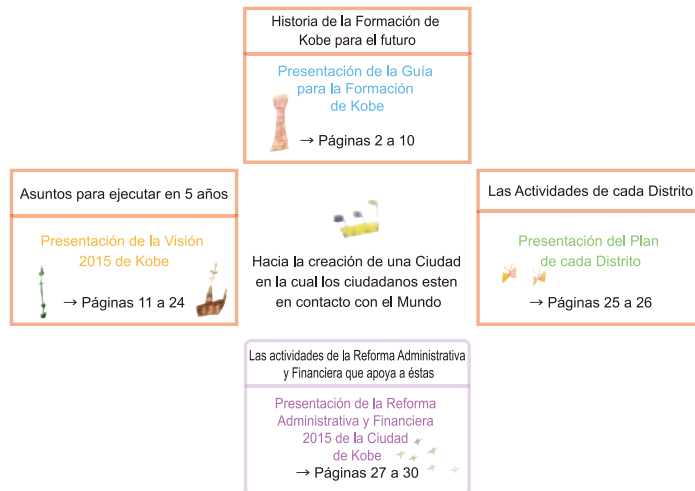 Historia de la Formación de
Kobe para el futuro
Presentación de la Guía
para la Formación
de Kobe
→ Páginas 2 a 10
Asuntos para ejecutar en 5 años
Presentación de la Visión
2015 de Kobe
→ Páginas 11 a 24
Hacia la creación de una Ciudad
en la cual los ciudadanos esten
en contacto con el Mundo
Las Actividades de cada Distrito
Presentación del Plan
de cada Distrito
→ Páginas 25 a 26
Las actividades de la Reforma Administrativa
y Financiera que apoya a éstas
Presentación de la Reforma
Administrativa y Financiera
2015 de la Ciudad
de Kobe
→ Páginas 27 a 30